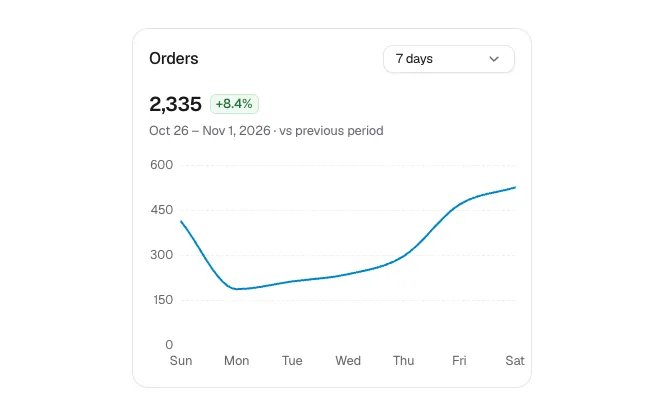 Orders
7 days
2,335 +8.4%
Oct 26 – Nov 1, 2026 · vs previous period
600
450
300
150
0
Sun Mon Tue Wed Thu Fri Sat